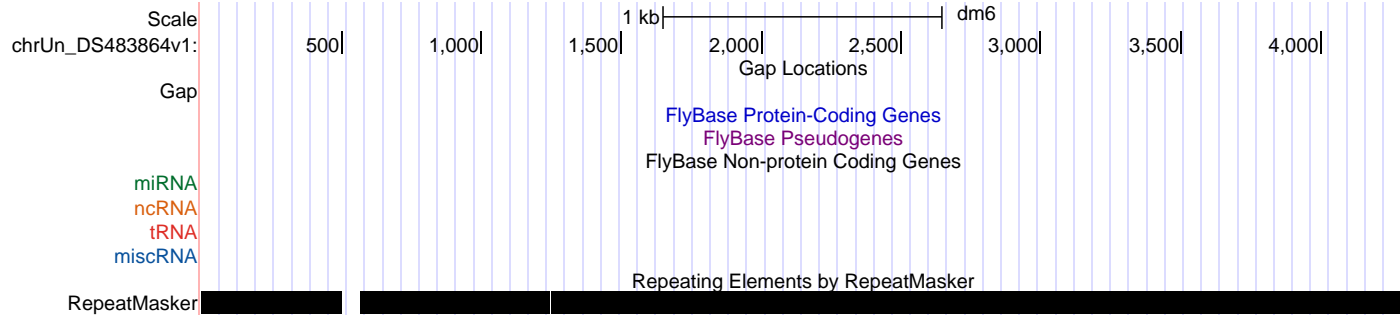 Scale 1 kb dm6
chrUn_DS483864v1: 500 1,000 1,500 2,000 2,500 3,000 3,500 4,000
Gap Locations
Gap
FlyBase Protein-Coding Genes
FlyBase Pseudogenes
FlyBase Non-protein Coding Genes
miRNA
ncRNA
tRNA
miscRNA
Repeating Elements by RepeatMasker
RepeatMasker